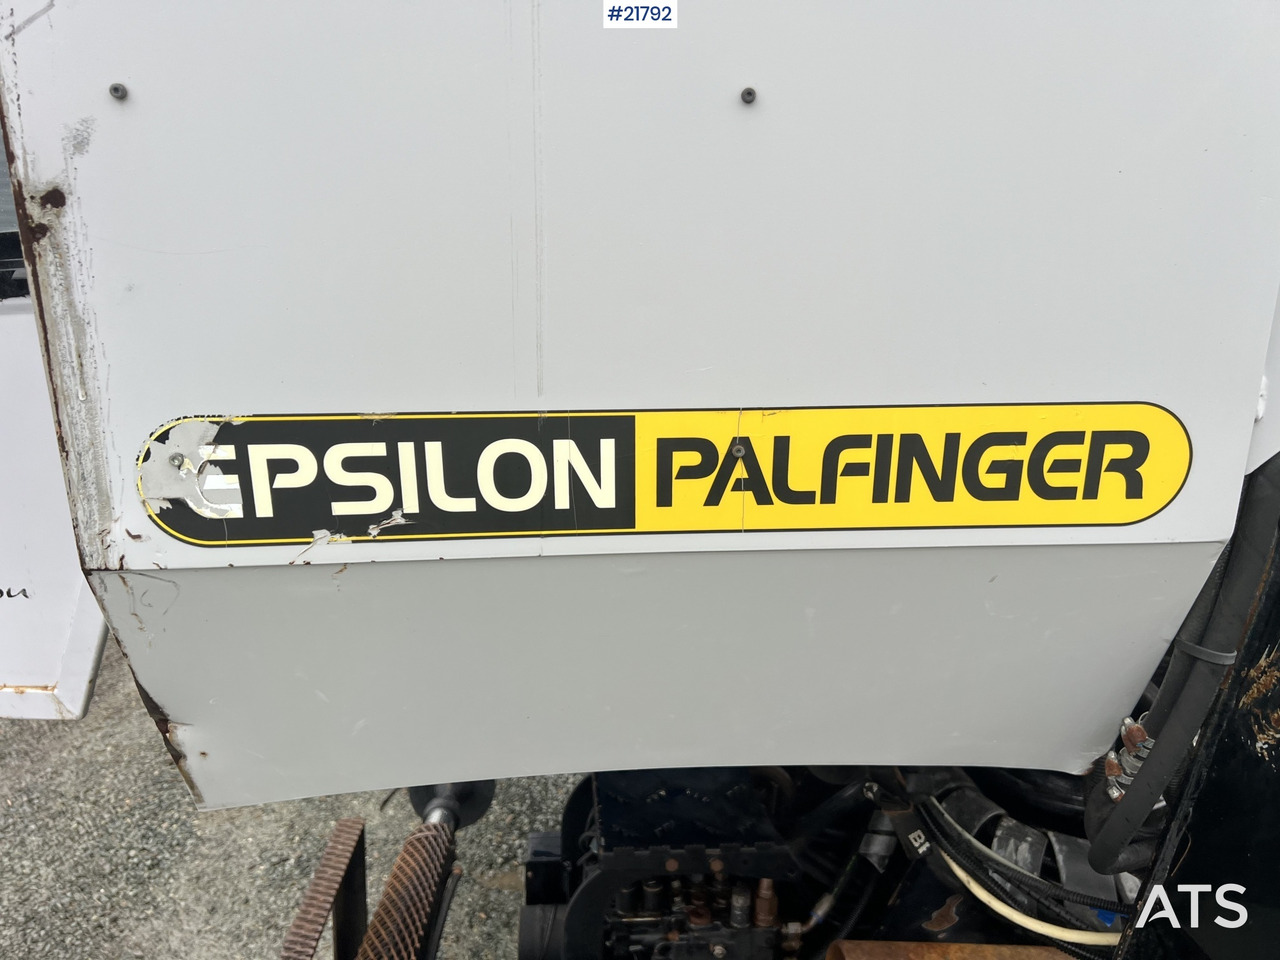 #21792
EPSILON PALFINGER
ATS